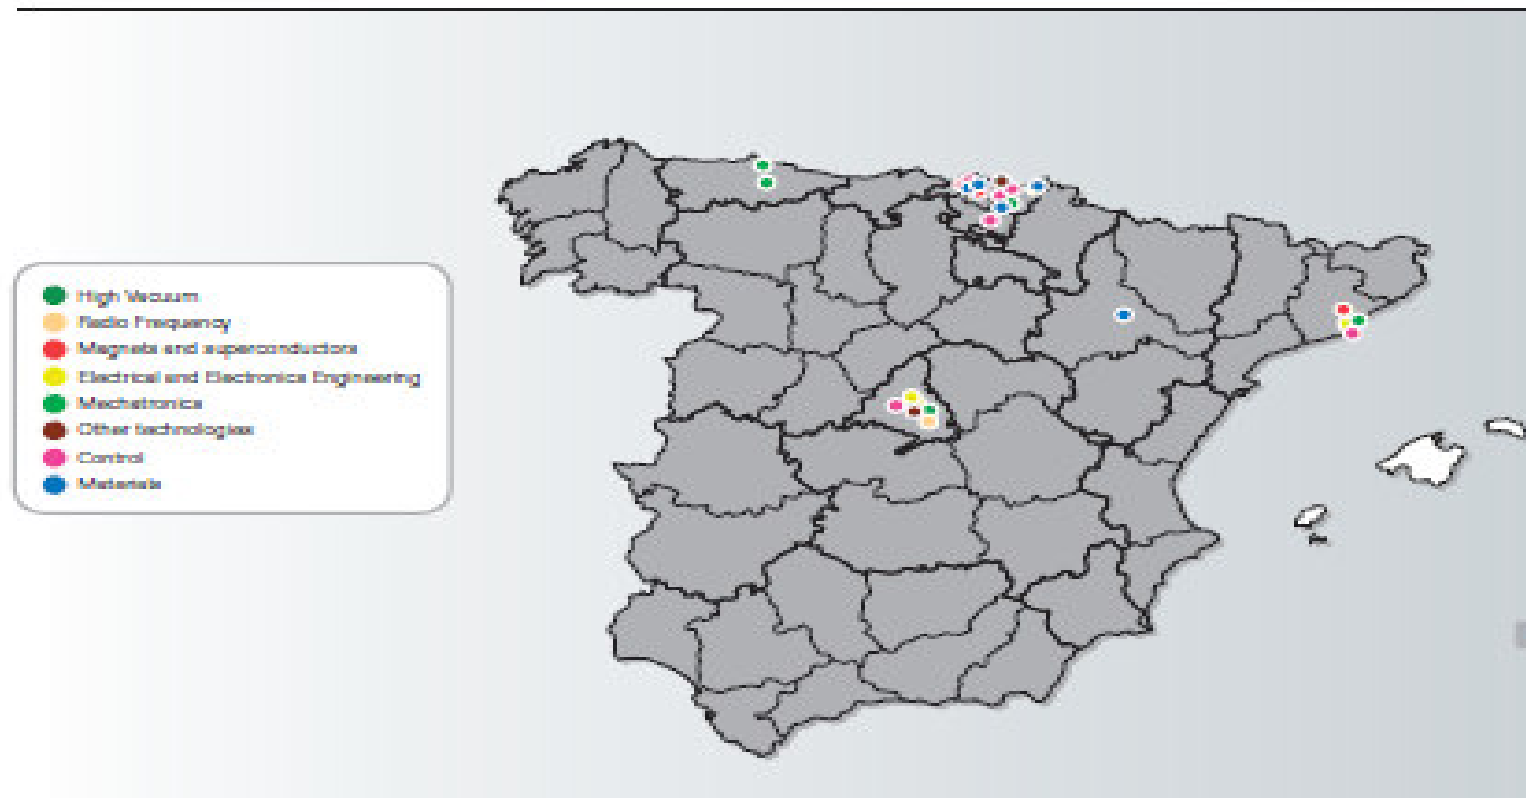 High Vacuum
Radio Frequency
Magnets and superconductors
Electrical and Electronics Engineering
Mechatronics
Other technologies
Control
Materials